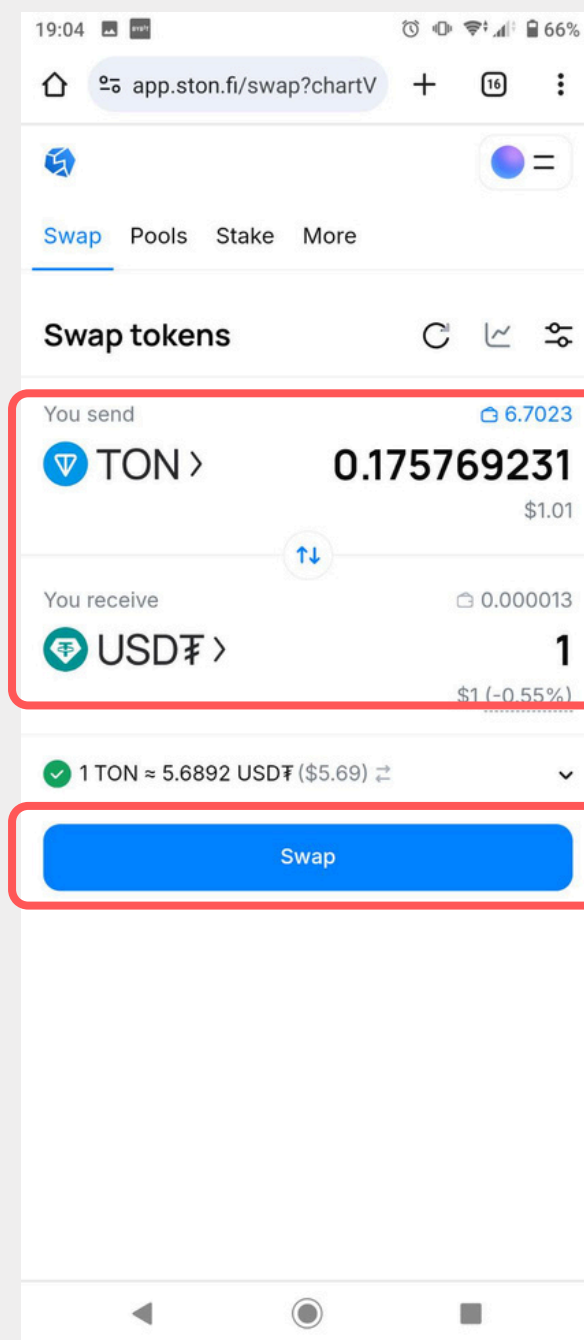 19:04 66%
app.ston.fi/swap?chartV 16
Swap Pools Stake More
Swap tokens
You send 6.7023
TON 0.175769231
$1.01
You receive 0.000013
USD₮ 1
$1 (-0.55%)
1 TON ≈ 5.6892 USD₮ ($5.69)
Swap